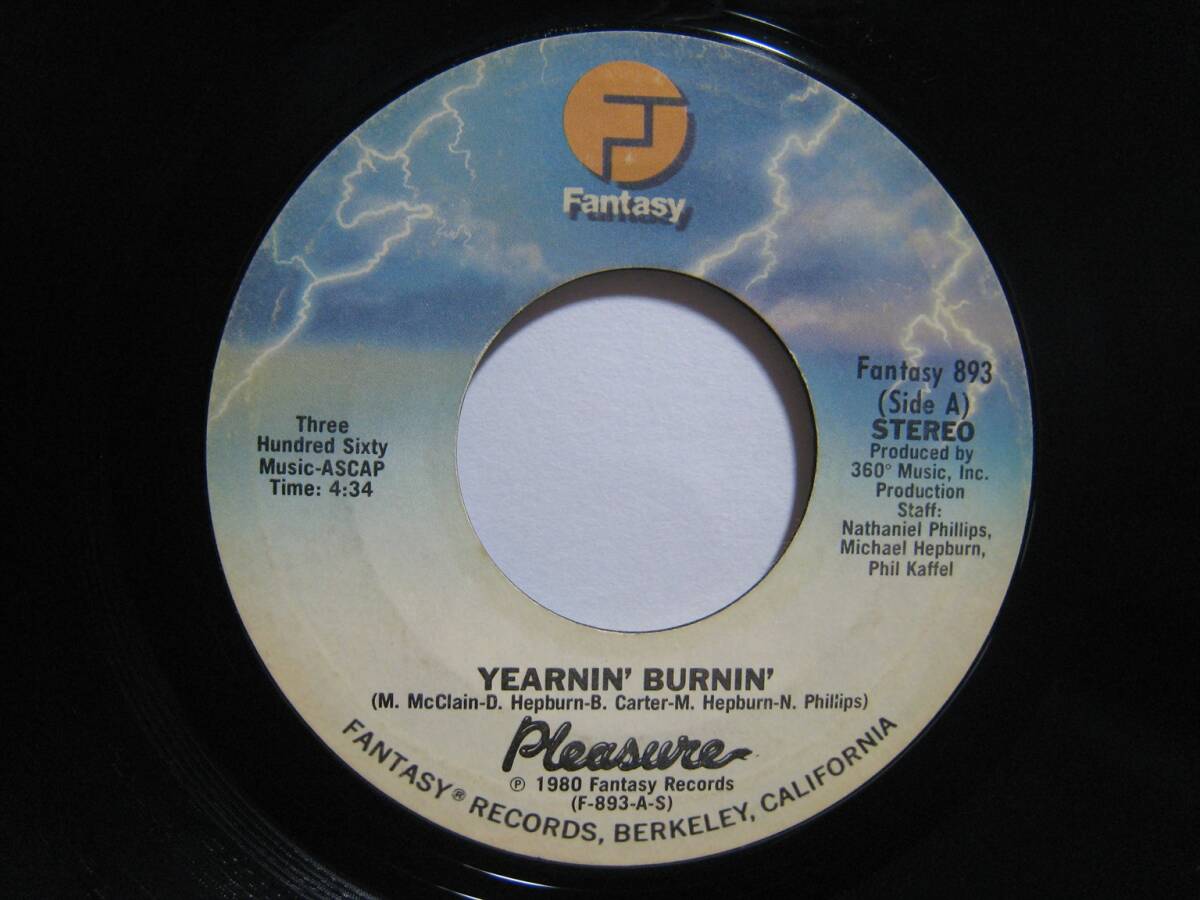 Fantasy
Three
Hundred Sixty
Music-ASCAP
Time: 4:34
Fantasy 893
(Side A)
STEREO
Produced by
360° Music, Inc.
Production
Staff:
Nathaniel Phillips,
Michael Hepburn,
Phil Kaffel
YEARNIN' BURNIN'
(M. McClain-D. Hepburn-B. Carter-M. Hepburn-N. Phillips)
Pleasure
℗ 1980 Fantasy Records
(F-893-A-S)
FANTASY® RECORDS, BERKELEY, CALIFORNIA